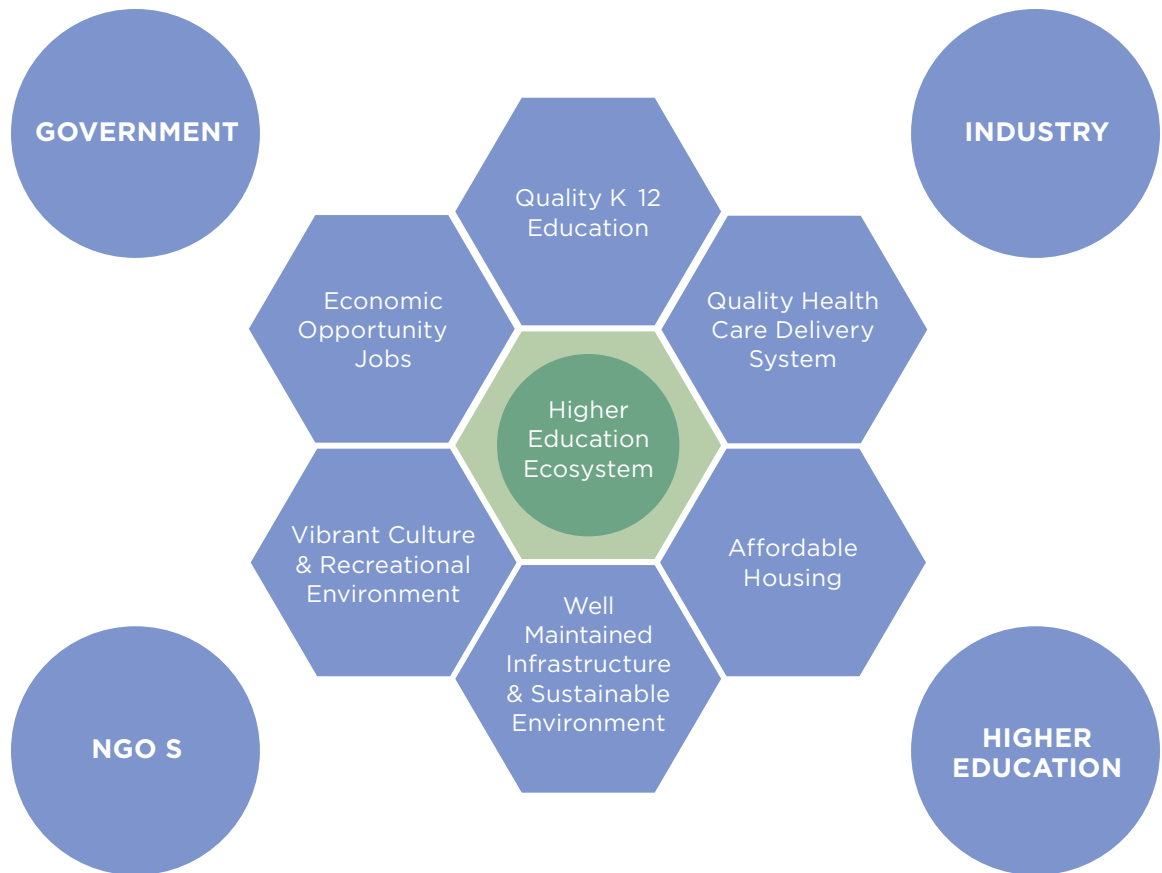 GOVERNMENT
INDUSTRY
Quality K 12
Education
Economic
Opportunity
Jobs
Quality Health
Care Delivery
System
Higher
Education
Ecosystem
Vibrant Culture
& Recreational
Environment
Affordable
Housing
Well
Maintained
Infrastructure
& Sustainable
Environment
NGO S
HIGHER
EDUCATION